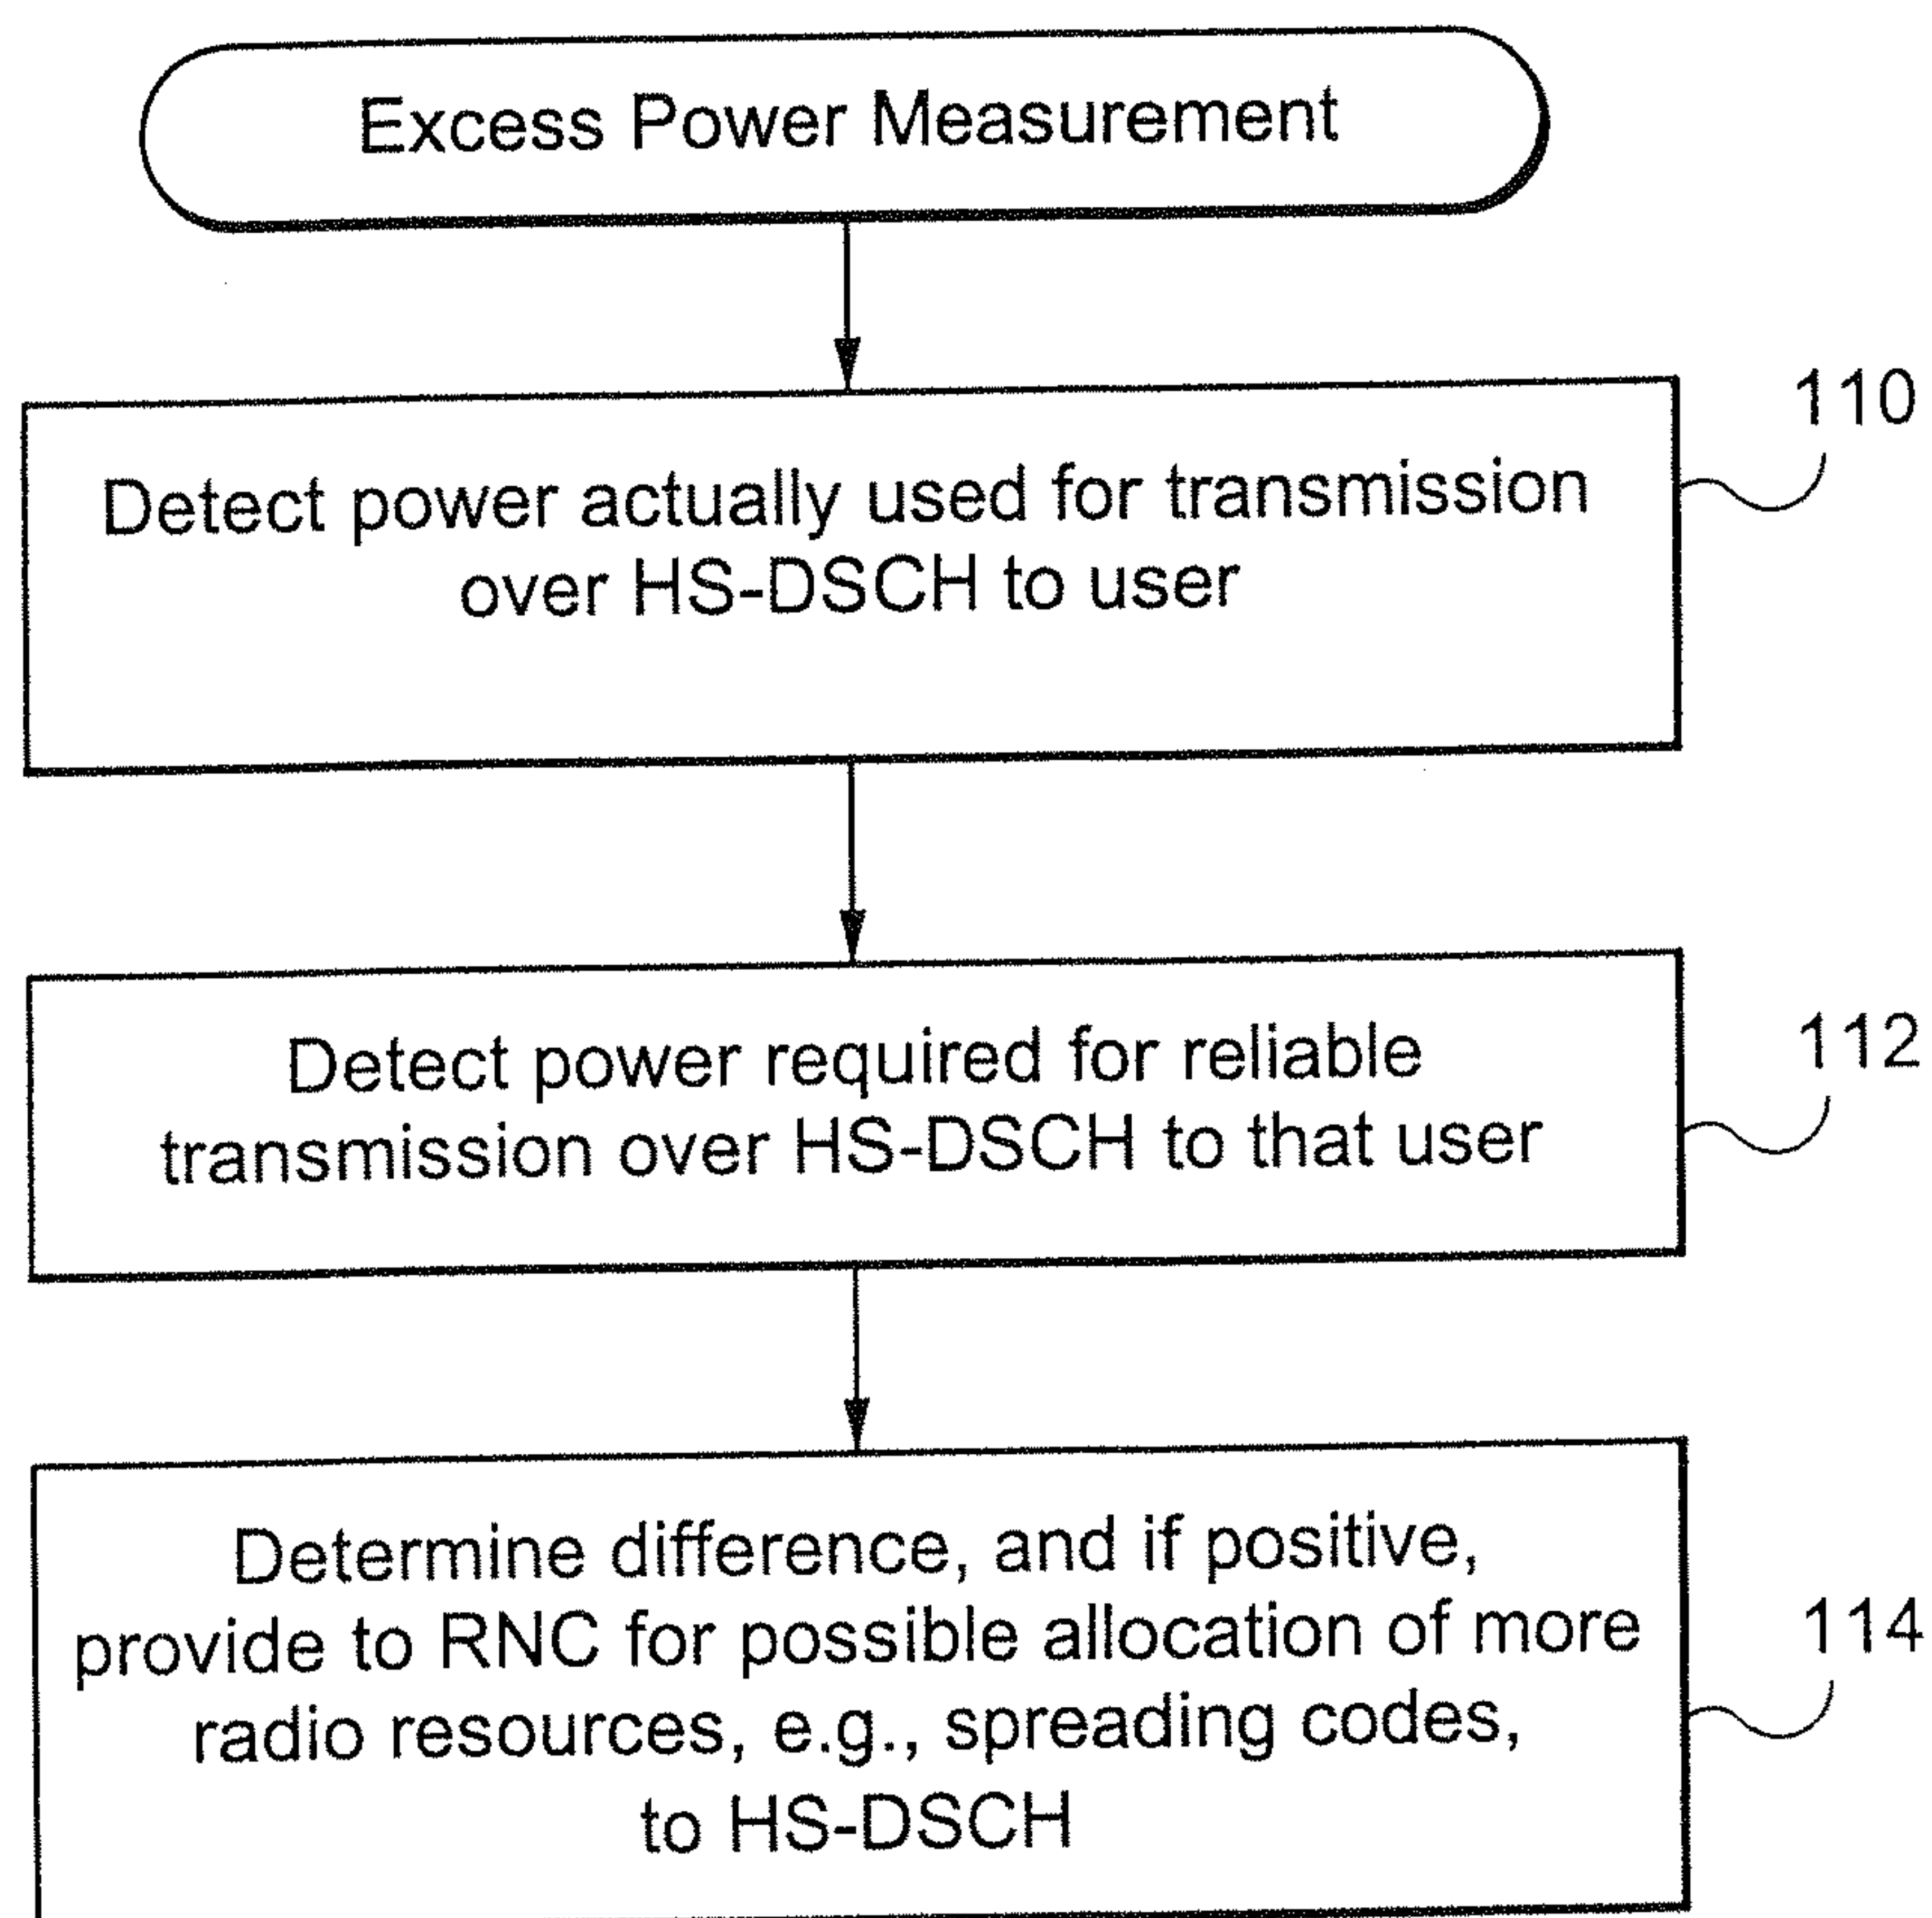 Excess Power Measurement
110
Detect power actually used for transmission
over HS-DSCH to user
112
Detect power required for reliable
transmission over HS-DSCH to that user
Determine difference, and if positive,
provide to RNC for possible allocation of more
114
radio resources, e.g., spreading codes,
to HS-DSCH